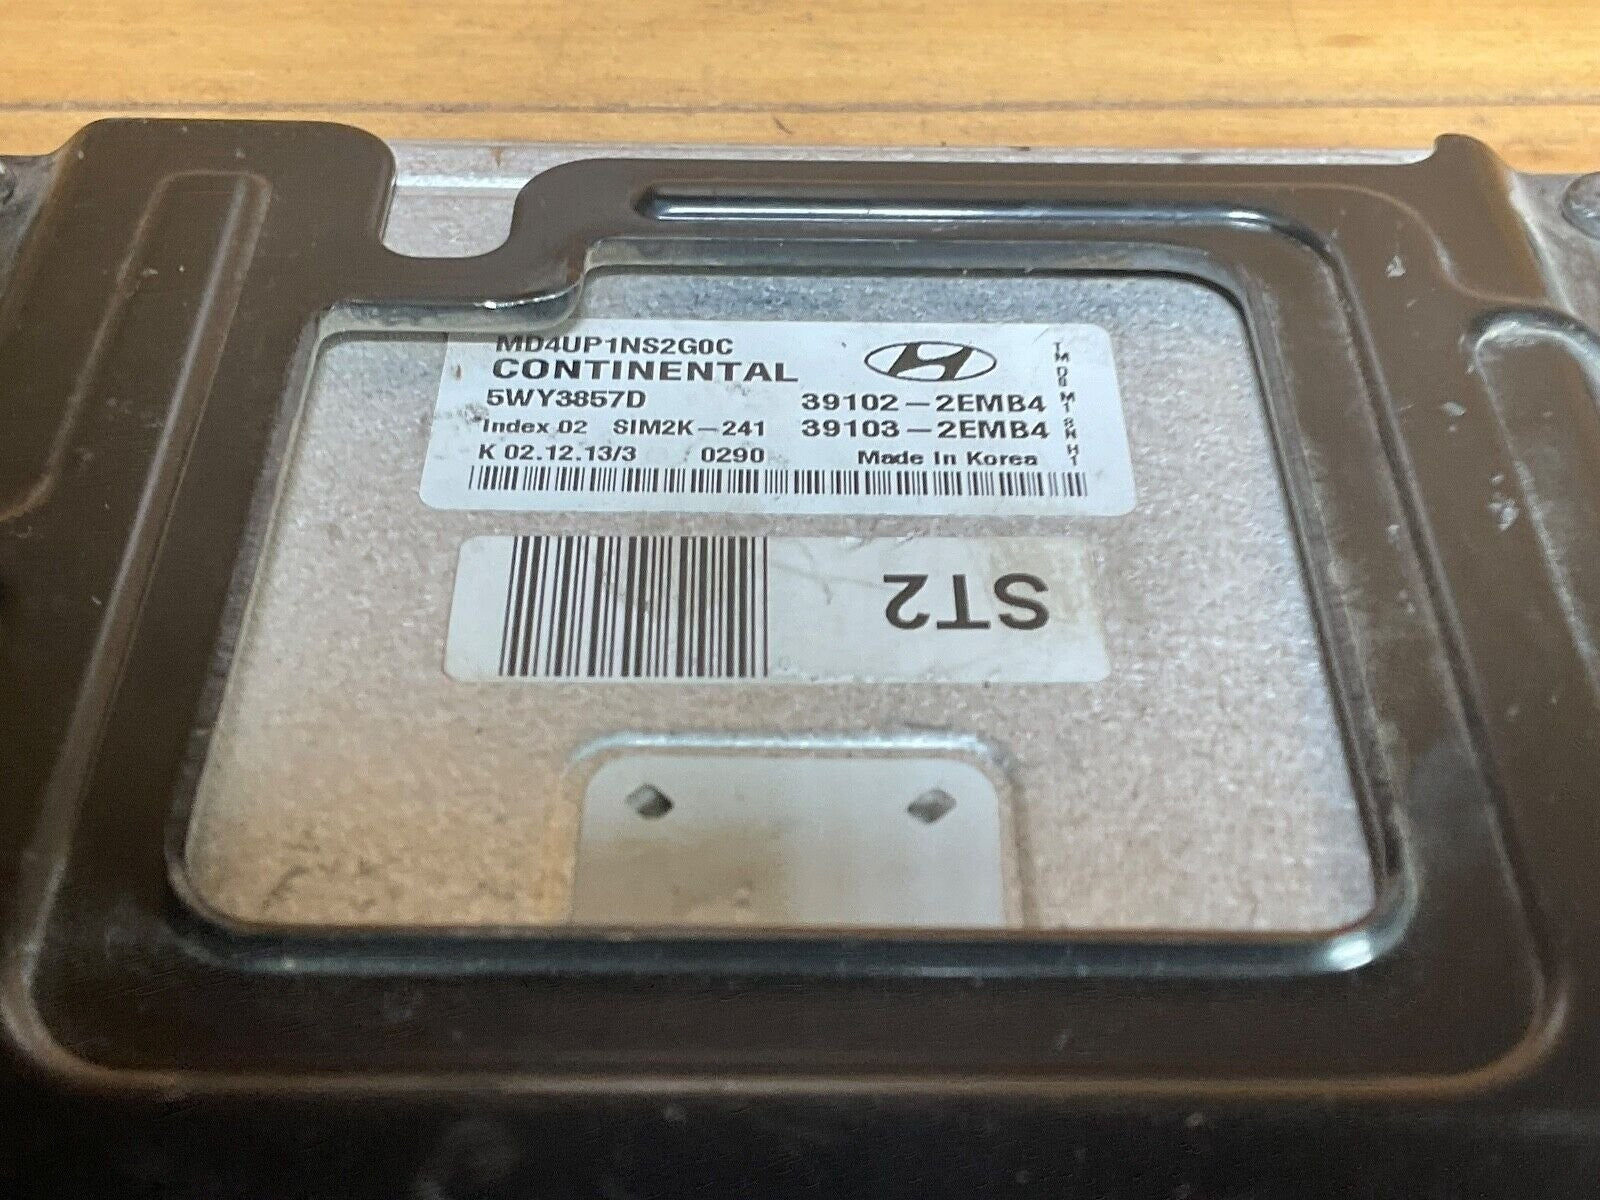 MD4UP1NS2G0C
CONTINENTAL
5WY3857D 39102-2EMB4
Index 02 SIM2K-241 39103-2EMB4
K 02.12.13/3 0290 Made In Korea
ST2